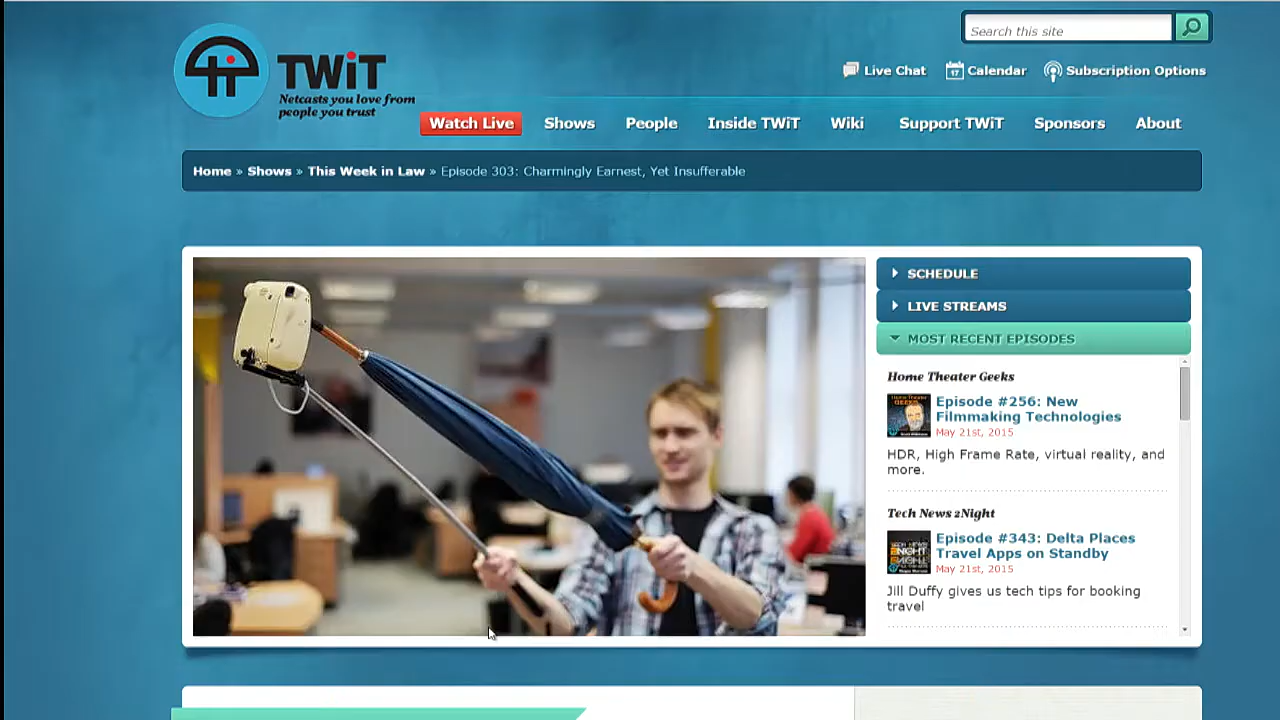 Search this site
TWiT
Netcasts you love from
people you trust
Live Chat
17
Calendar
Subscription Options
Watch Live
Shows
People
Inside TWiT
Wiki
Support TWiT
Sponsors
About
Home » Shows » This Week in Law » Episode 303: Charmingly Earnest, Yet Insufferable
SCHEDULE
LIVE STREAMS
MOST RECENT EPISODES
Home Theater Geeks
Episode #256: New
Filmmaking Technologies
May 21st, 2015
HDR, High Frame Rate, virtual reality, and
more.
Tech News 2Night
Episode #343: Delta Places
Travel Apps on Standby
May 21st, 2015
Jill Duffy gives us tech tips for booking
travel